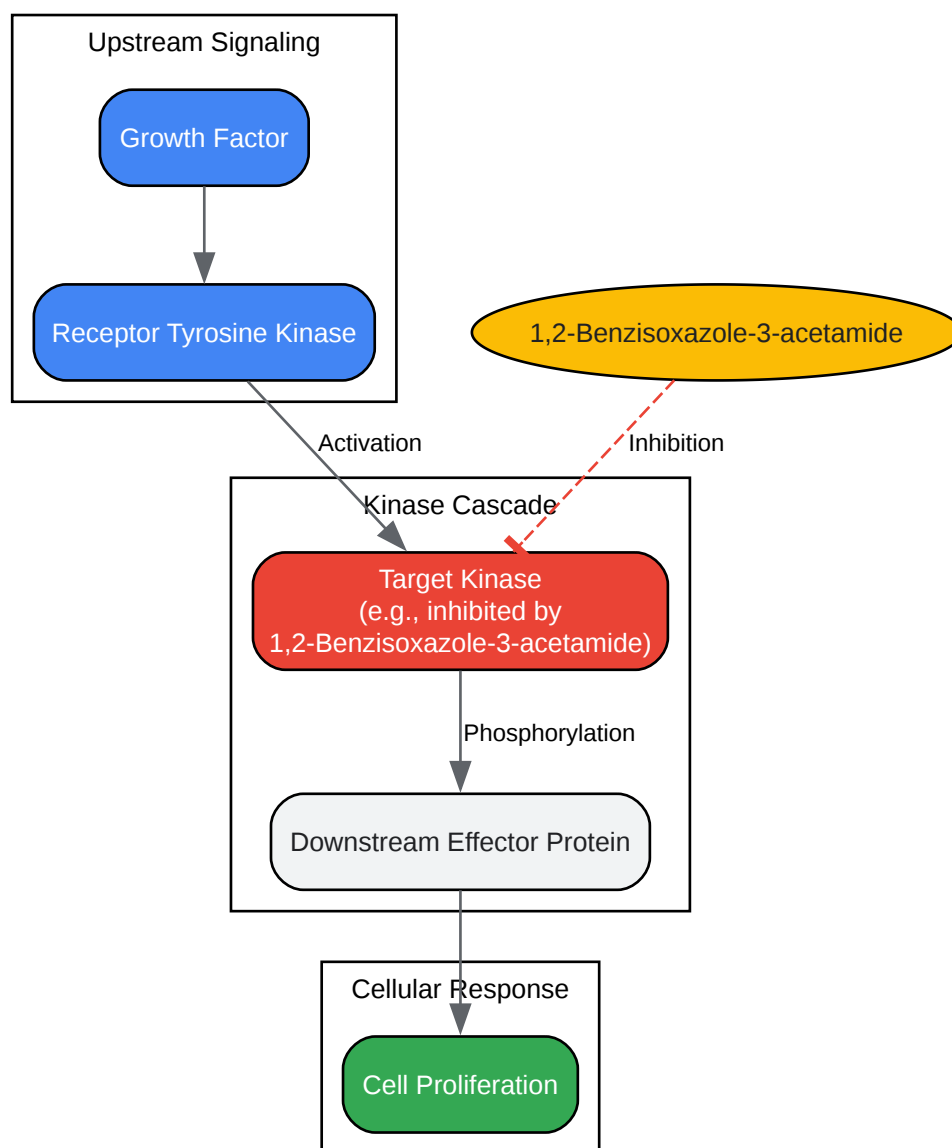 Upstream Signaling
Growth Factor
Receptor Tyrosine Kinase
1,2-Benzisoxazole-3-acetamide
Activation
Inhibition
Kinase Cascade
Target Kinase
(e.g., inhibited by
1,2-Benzisoxazole-3-acetamide)
Phosphorylation
Downstream Effector Protein
Cellular Response
Cell Proliferation